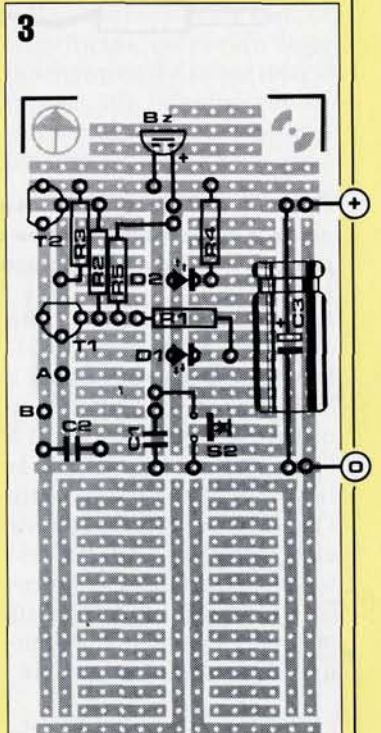 3
Bz
+
+
T2
R3
R2
R5
R4
D2
R1
T1
D1
+
C3
A
B
C2
C1
S2
0